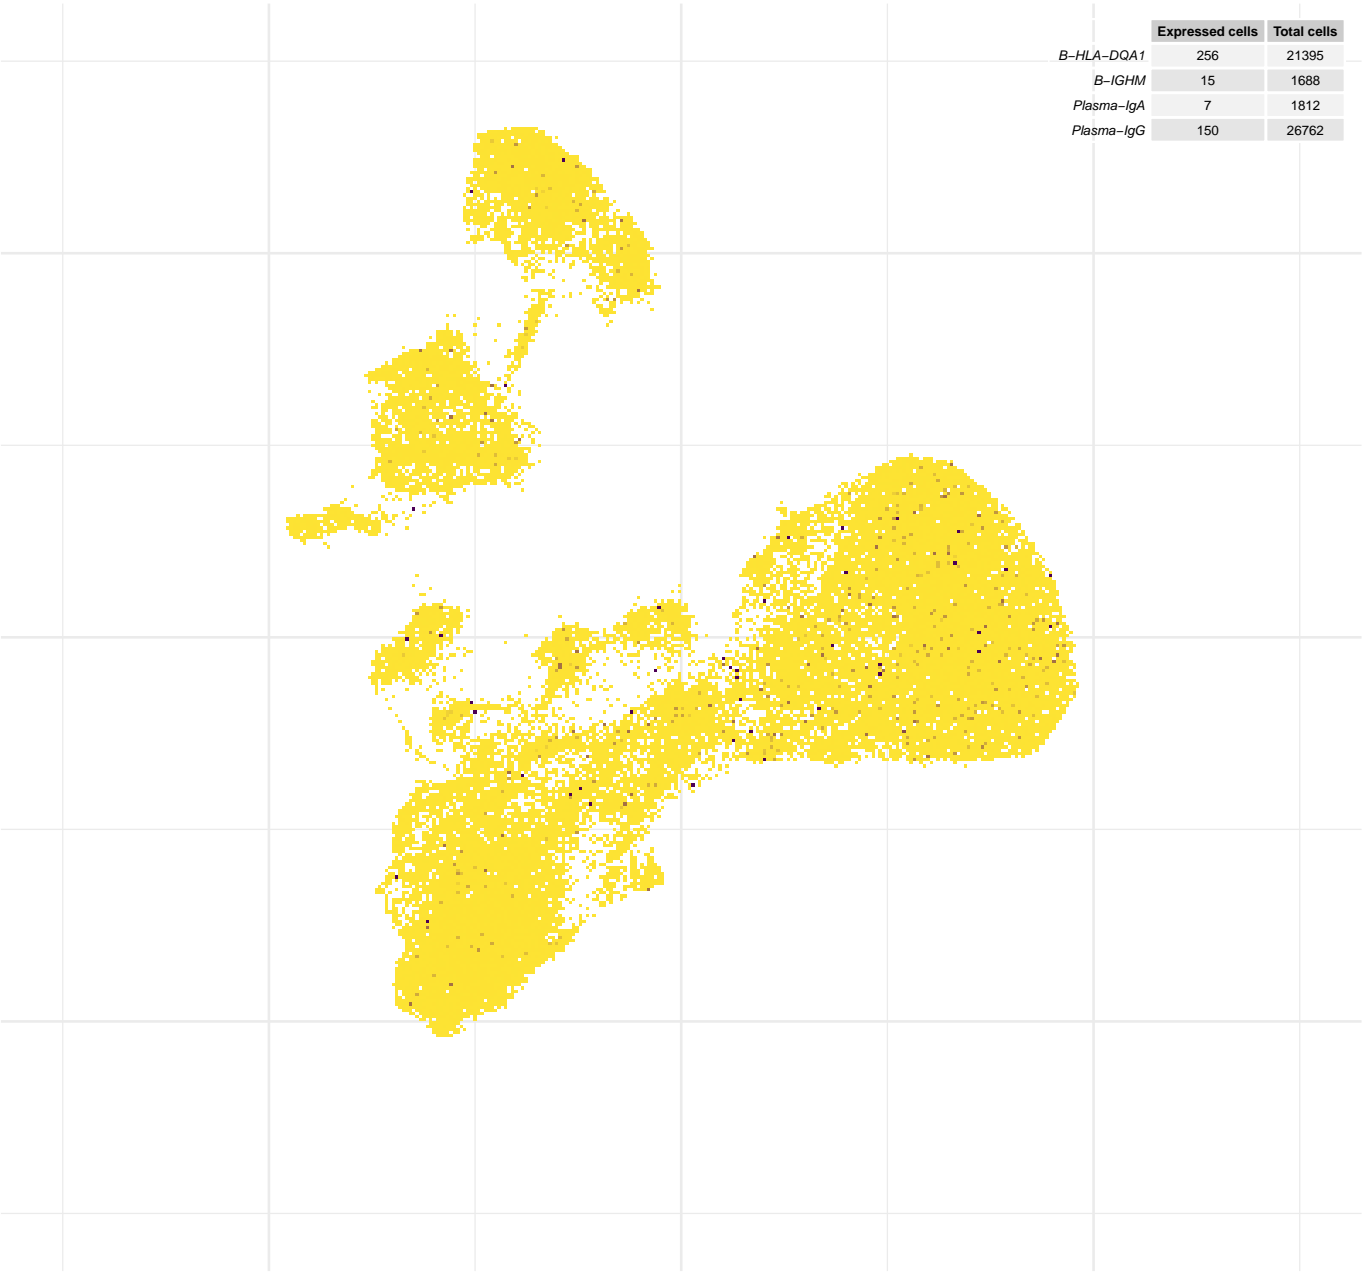 Expressed cells Total cells
B−HLA−DQA1 256 21395
B−IGHM 15 1688
Plasma−IgA 7 1812
Plasma−IgG 150 26762